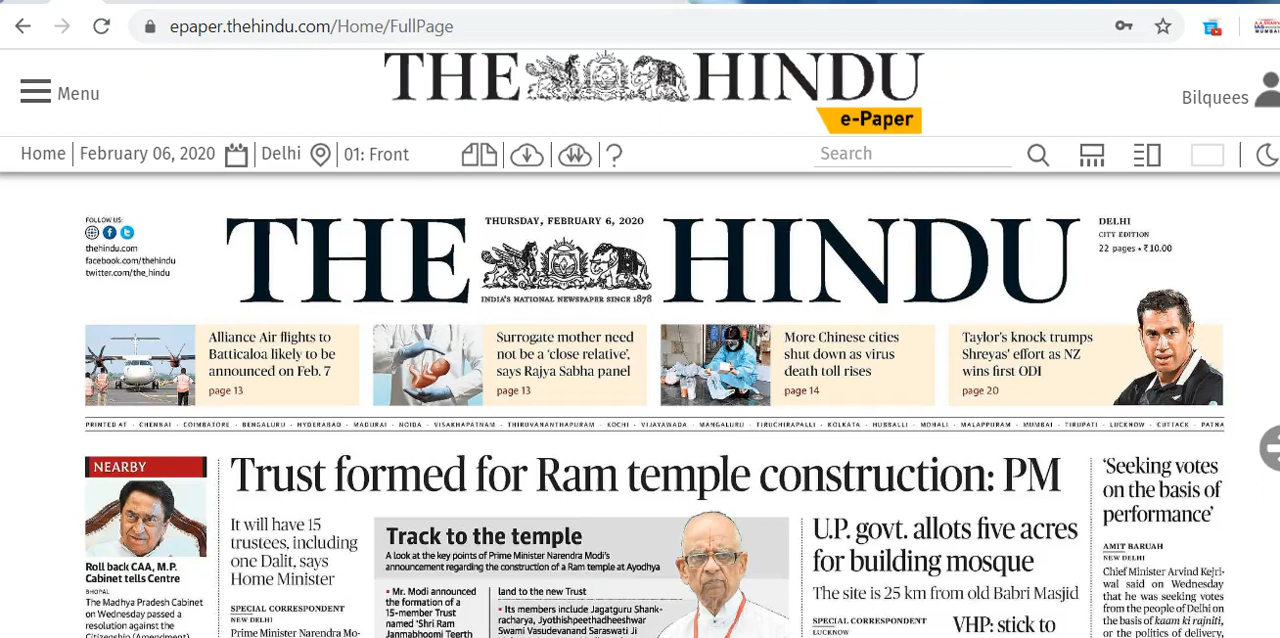 epaper.thehindu.com/Home/FullPage
Menu
THE HINDU
e-Paper
Bilquees
Home
February 06, 2020
Delhi
01: Front
?
Search
FOLLOW US:
thehindu.com
facebook.com/thehindu
twitter.com/the_hindu
THURSDAY, FEBRUARY 6, 2020
THE HINDU
INDIA'S NATIONAL NEWSPAPER SINCE 1878
DELHI
CITY EDITION
22 pages • ₹10.00
Alliance Air flights to
Batticaloa likely to be
announced on Feb. 7
page 13
Surrogate mother need
not be a ‘close relative’,
says Rajya Sabha panel
page 13
More Chinese cities
shut down as virus
death toll rises
page 14
Taylor's knock trumps
Shreyas' effort as NZ
wins first ODI
page 20
PRINTED AT · CHENNAI · COIMBATORE · BENGALURU · HYDERABAD · MADURAI · NOIDA · VISAKHAPATNAM · THIRUVANANTHAPURAM · KOCHI · VIJAYAWADA · MANGALURU · TIRUCHIRAPALLI · KOLKATA · HUBBALLI · MOHALI · MALAPPURAM · MUMBAI · TIRUPATI · LUCKNOW · CUTTACK · PATNA
NEARBY
Roll back CAA, M.P.
Cabinet tells Centre
BHOPAL
The Madhya Pradesh Cabinet
on Wednesday passed a
resolution against the
Citizenship (Amendment)
Trust formed for Ram temple construction: PM
It will have 15
trustees, including
one Dalit, says
Home Minister
SPECIAL CORRESPONDENT
NEW DELHI
Prime Minister Narendra Mo-
Track to the temple
A look at the key points of Prime Minister Narendra Modi's
announcement regarding the construction of a Ram temple at Ayodhya
▪ Mr. Modi announced
the formation of a
15-member Trust
named ‘Shri Ram
Janmabhoomi Teerth
land to the new Trust
▪ Its members include Jagatguru Shank-
racharya, Jyothishpeethadheeshwar
Swami Vasudevanand Saraswati Ji
U.P. govt. allots five acres
for building mosque
The site is 25 km from old Babri Masjid
SPECIAL CORRESPONDENT
LUCKNOW
VHP: stick to
‘Seeking votes
on the basis of
performance’
AMIT BARUAH
NEW DELHI
Chief Minister Arvind Kejri-
wal said on Wednesday
that he was seeking votes
from the people of Delhi on
the basis of kaam ki rajniti,
or the politics of delivery,